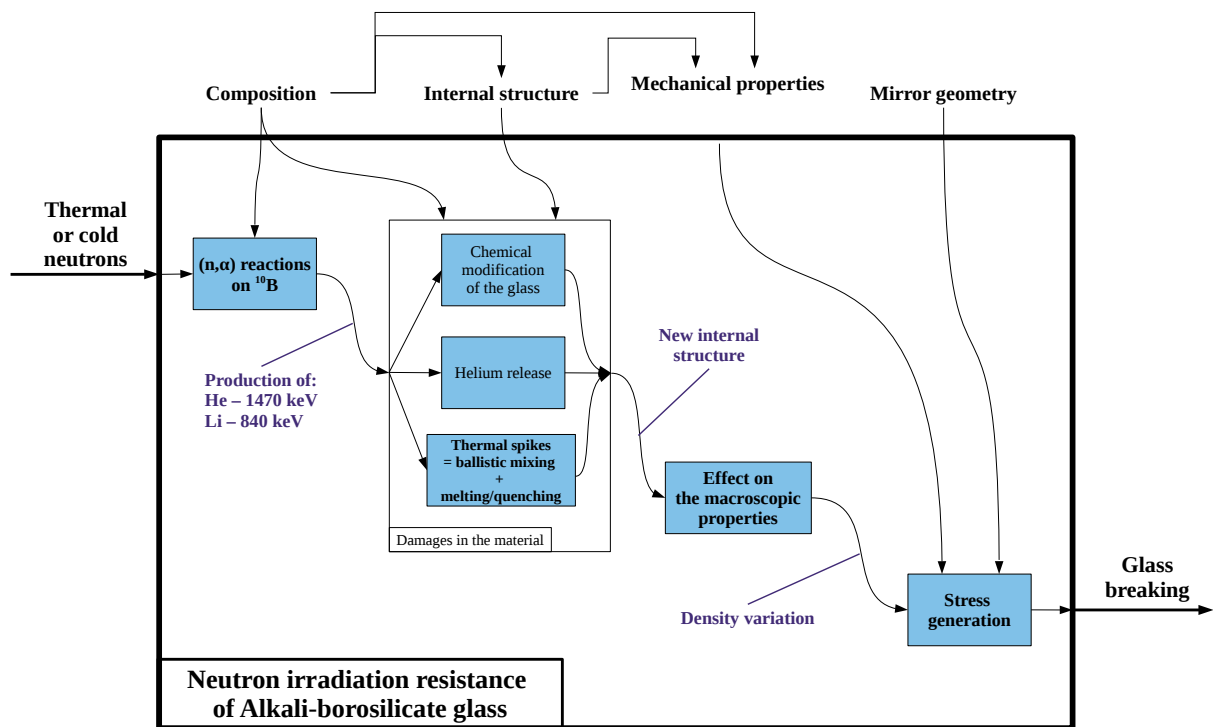 Composition
Internal structure
Mechanical properties
Mirror geometry
Thermal
or cold
neutrons
(n,α) reactions
on ¹⁰B
Production of:
He – 1470 keV
Li – 840 keV
Chemical
modification
of the glass
Helium release
Thermal spikes
= ballistic mixing
+
melting/quenching
Damages in the material
New internal
structure
Effect on
the macroscopic
properties
Density variation
Stress
generation
Glass
breaking
Neutron irradiation resistance
of Alkali-borosilicate glass